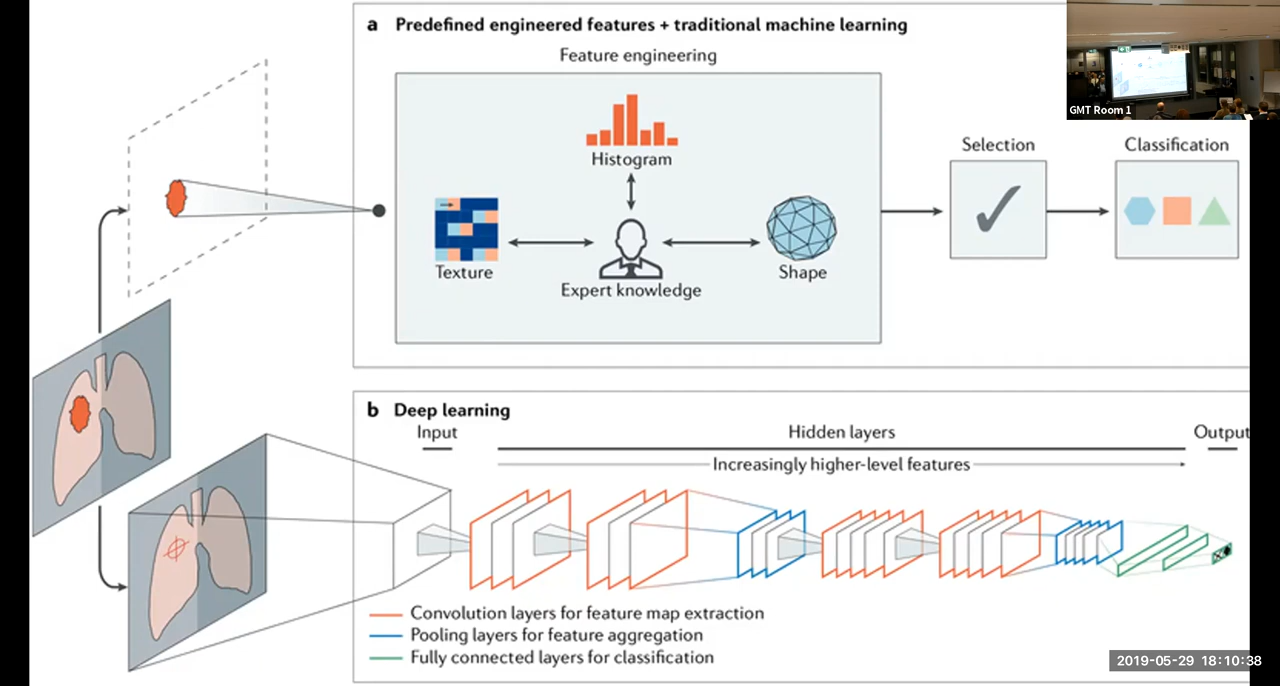 a Predefined engineered features + traditional machine learning
Feature engineering
GMT Room 1
Histogram
Selection
Classification
Texture
Shape
Expert knowledge
b Deep learning
Input
Hidden layers
Output
Increasingly higher-level features
Convolution layers for feature map extraction
Pooling layers for feature aggregation
Fully connected layers for classification
2019-05-29 18:10:38